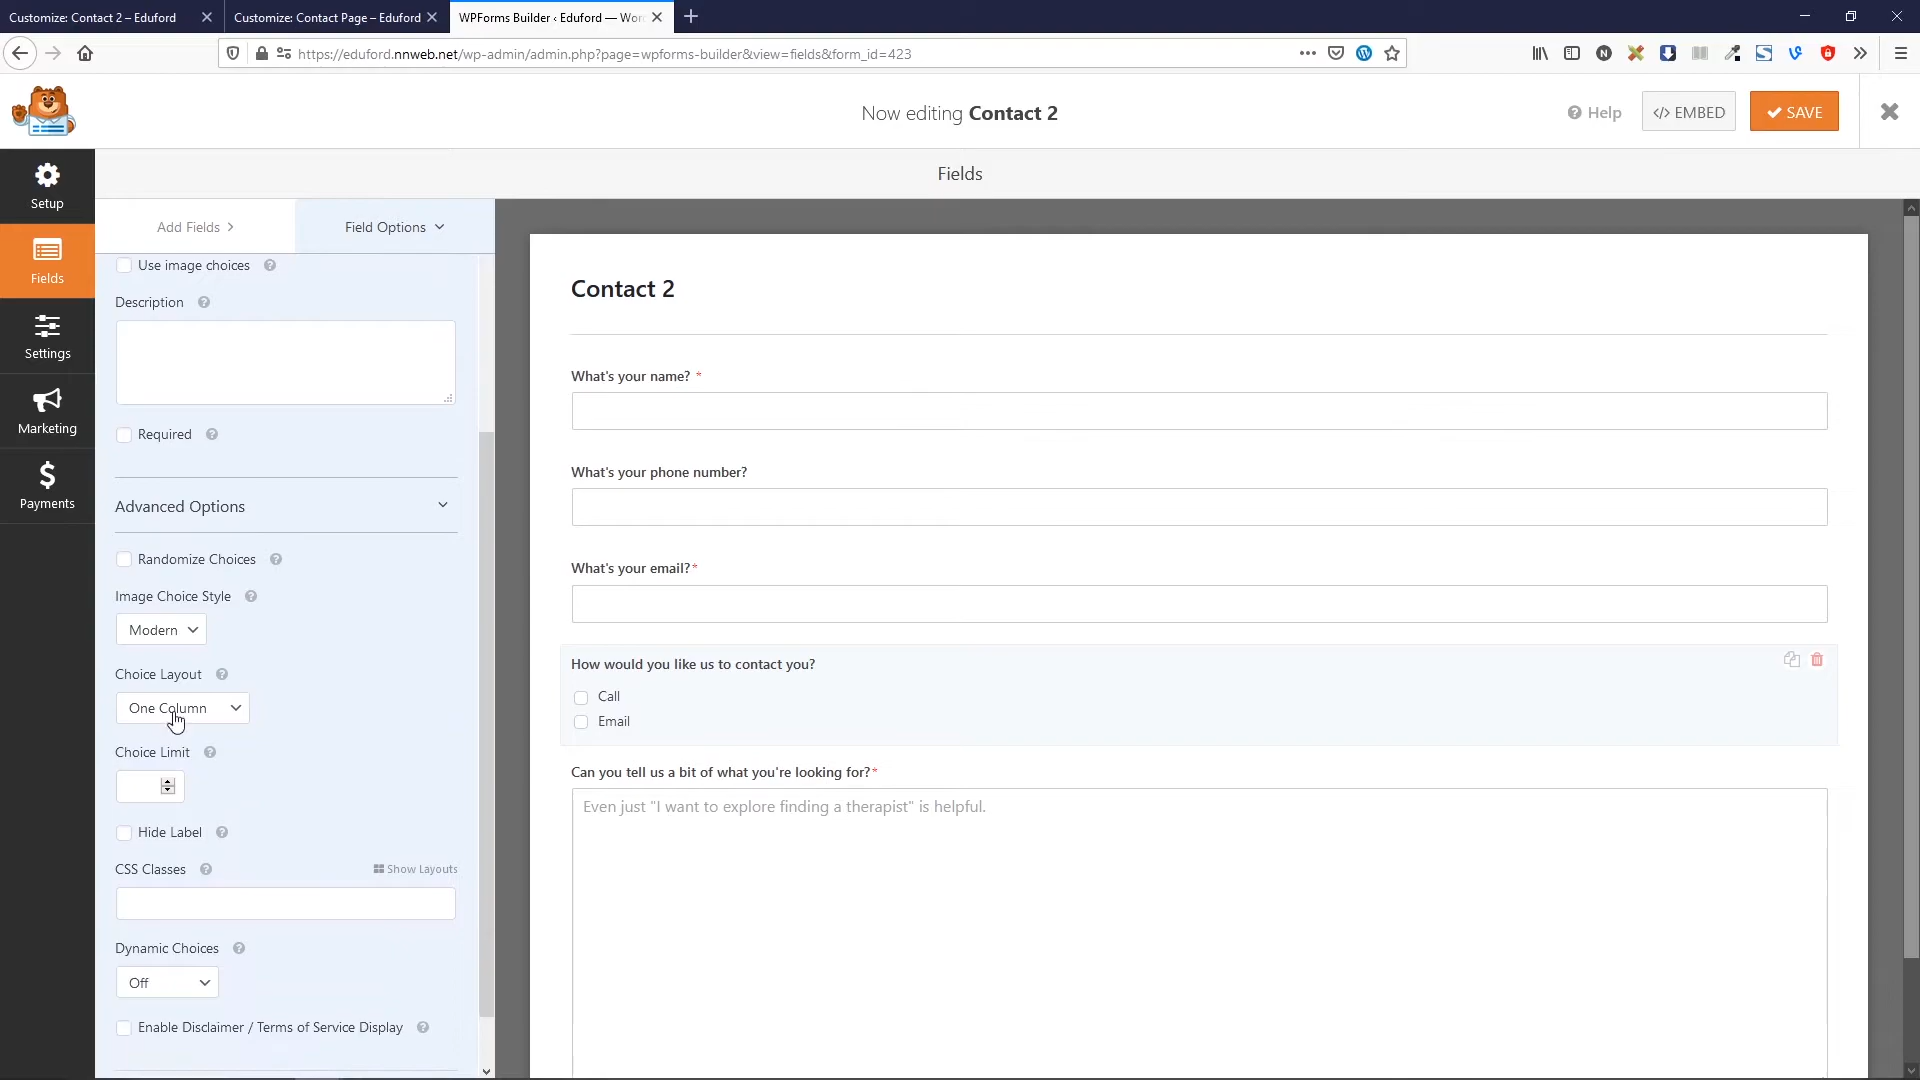 Customize: Contact 2 – Eduford
Customize: Contact Page – Eduford
WPForms Builder ‹ Eduford — Wor
https://eduford.nnweb.net/wp-admin/admin.php?page=wpforms-builder&view=fields&form_id=423
Now editing Contact 2
Help
</> EMBED
SAVE
Setup
Fields
Settings
Marketing
Payments
Fields
Add Fields
Field Options
Use image choices
Description
Required
Advanced Options
Randomize Choices
Image Choice Style
Modern
Choice Layout
One Column
Choice Limit
Hide Label
CSS Classes
Show Layouts
Dynamic Choices
Off
Enable Disclaimer / Terms of Service Display
Contact 2
What's your name? *
What's your phone number?
What's your email?*
How would you like us to contact you?
Call
Email
Can you tell us a bit of what you're looking for?*
Even just "I want to explore finding a therapist" is helpful.